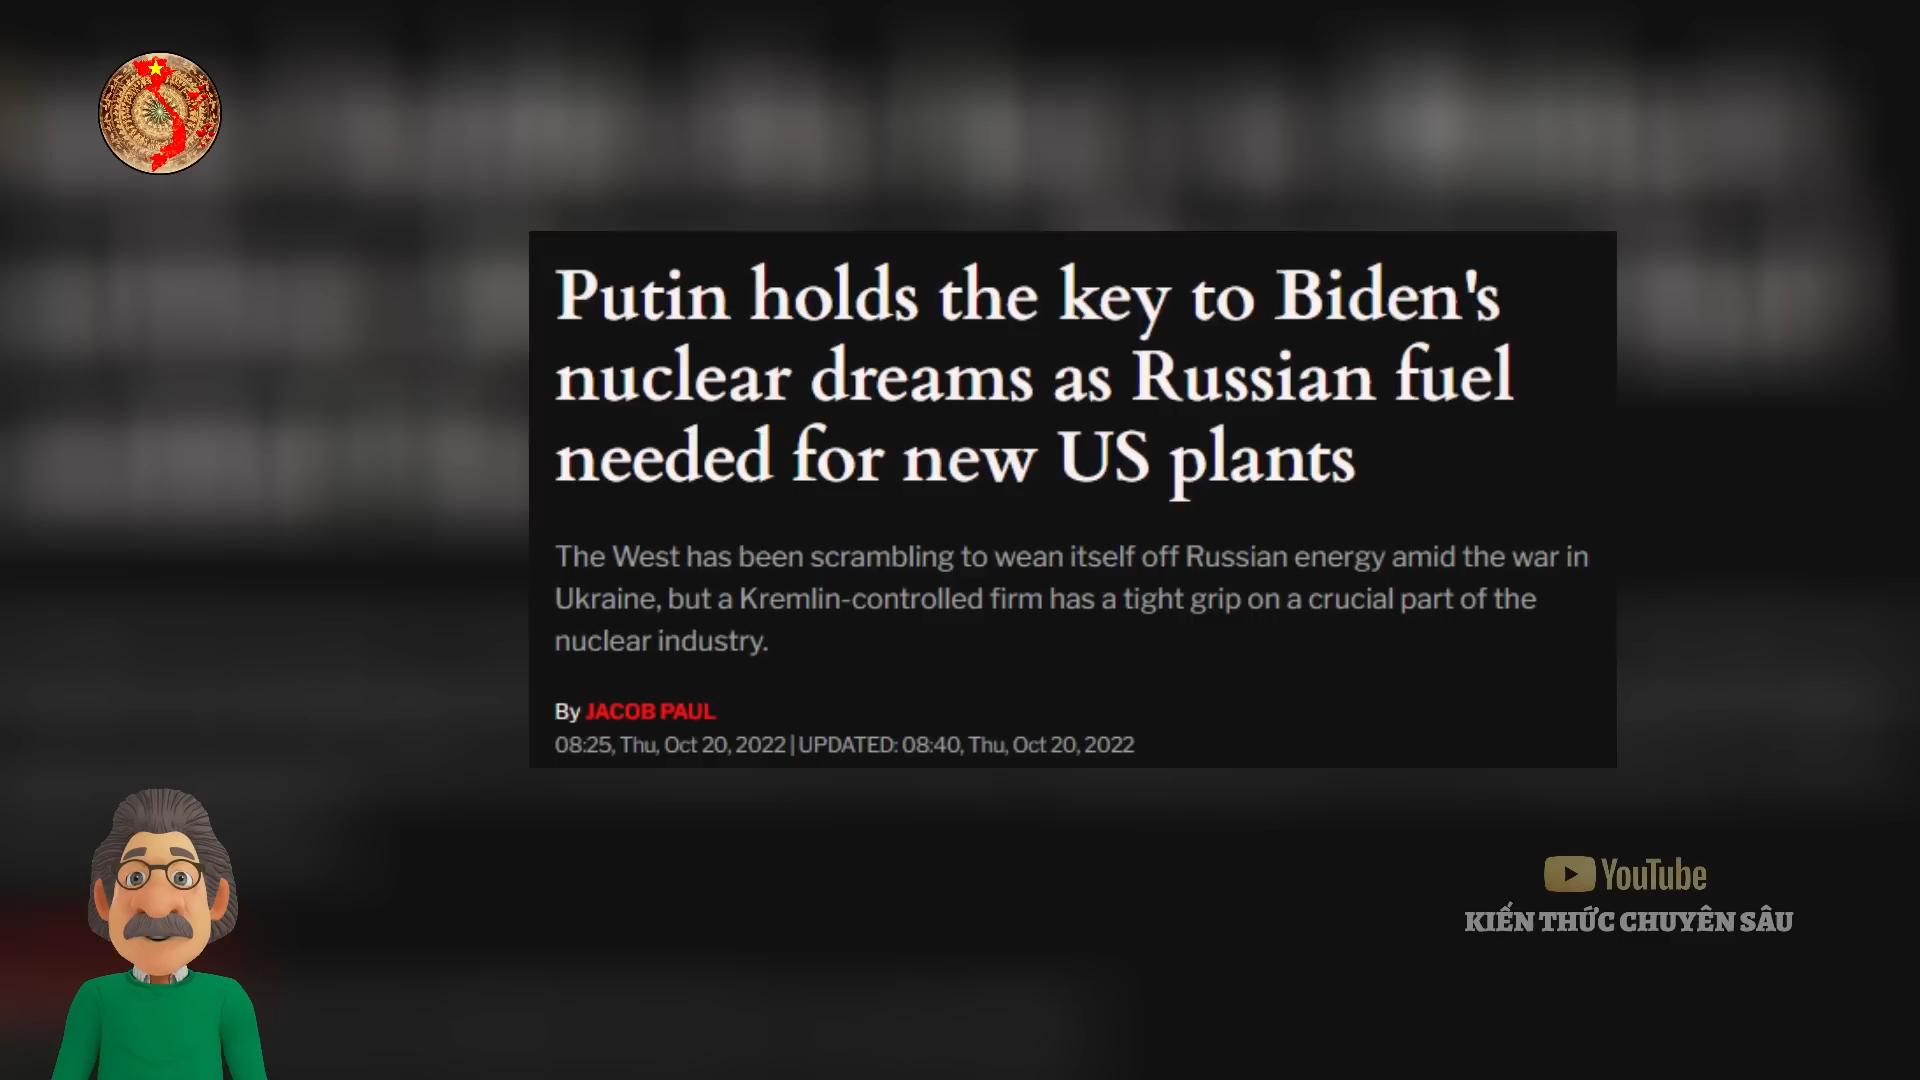 Putin holds the key to Biden's
nuclear dreams as Russian fuel
needed for new US plants
The West has been scrambling to wean itself off Russian energy amid the war in
Ukraine, but a Kremlin-controlled firm has a tight grip on a crucial part of the
nuclear industry.
By JACOB PAUL
08:25, Thu, Oct 20, 2022 | UPDATED: 08:40, Thu, Oct 20, 2022
YouTube
KIẾN THỨC CHUYÊN SÂU